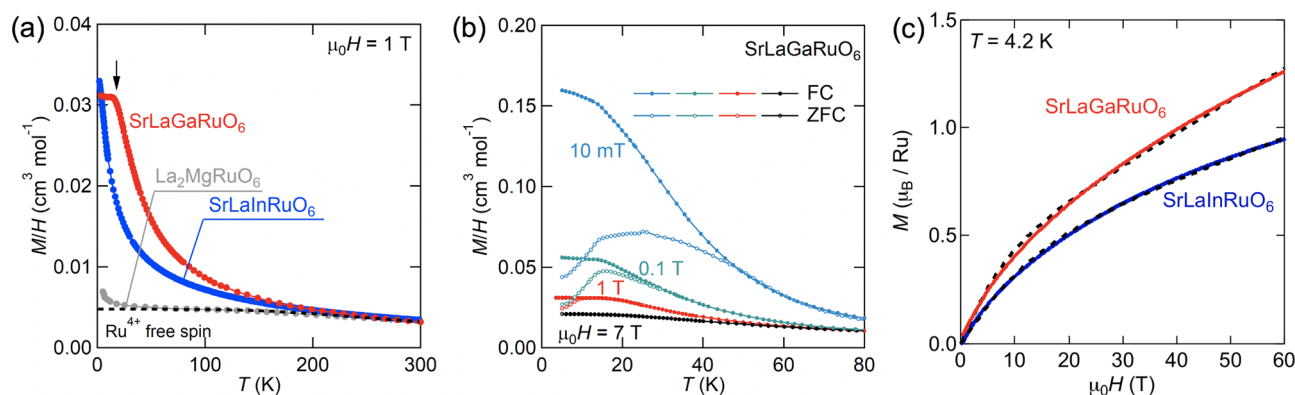 (a)
μ₀H = 1 T
SrLaGaRuO₆
La₂MgRuO₆
SrLaInRuO₆
Ru⁴⁺ free spin
M/H (cm³ mol⁻¹)
0.04
0.03
0.02
0.01
0.00
0
100
200
300
T (K)
(b)
SrLaGaRuO₆
FC
ZFC
10 mT
0.1 T
1 T
μ₀H = 7 T
M/H (cm³ mol⁻¹)
0.20
0.15
0.10
0.05
0.00
0
20
40
60
80
T (K)
(c)
T = 4.2 K
SrLaGaRuO₆
SrLaInRuO₆
M (μB / Ru)
1.5
1.0
0.5
0.0
0
10
20
30
40
50
60
μ₀H (T)